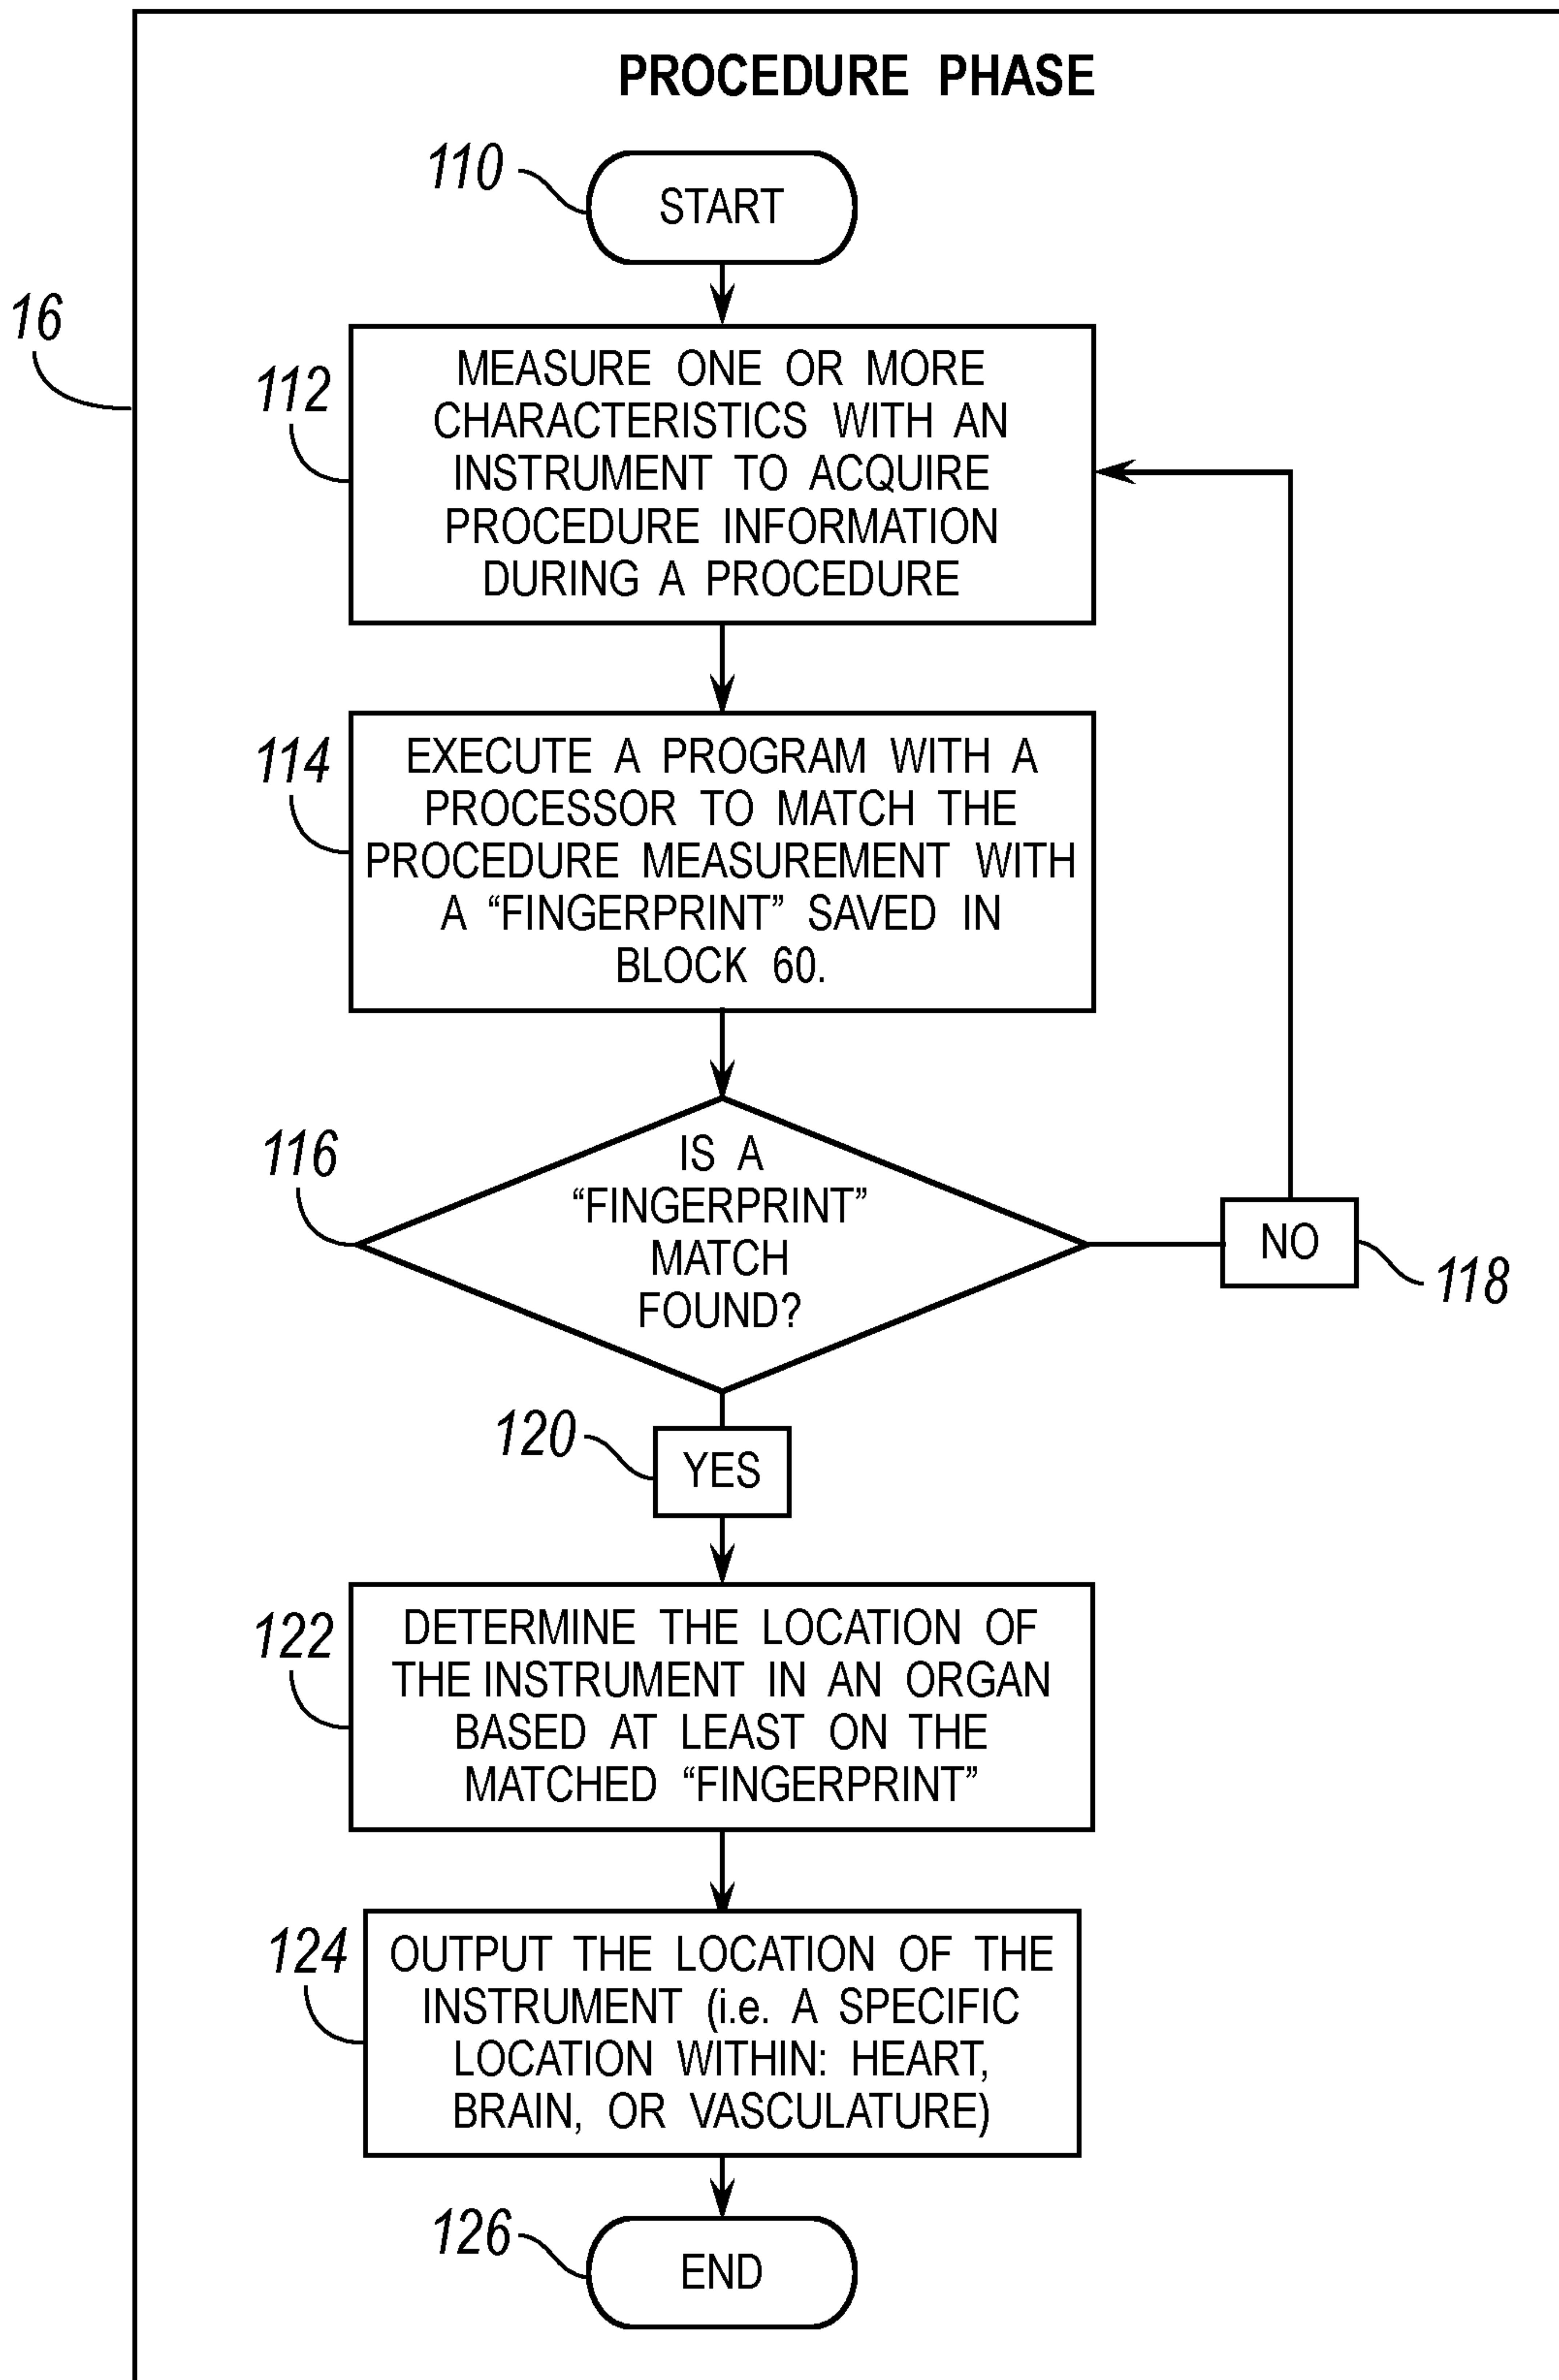 PROCEDURE PHASE
110
START
16
112
MEASURE ONE OR MORE
CHARACTERISTICS WITH AN
INSTRUMENT TO ACQUIRE
PROCEDURE INFORMATION
DURING A PROCEDURE
114
EXECUTE A PROGRAM WITH A
PROCESSOR TO MATCH THE
PROCEDURE MEASUREMENT WITH
A “FINGERPRINT” SAVED IN
BLOCK 60.
116
IS A
“FINGERPRINT”
MATCH
FOUND?
NO
118
120
YES
122
DETERMINE THE LOCATION OF
THE INSTRUMENT IN AN ORGAN
BASED AT LEAST ON THE
MATCHED “FINGERPRINT”
124
OUTPUT THE LOCATION OF THE
INSTRUMENT (i.e. A SPECIFIC
LOCATION WITHIN: HEART,
BRAIN, OR VASCULATURE)
126
END